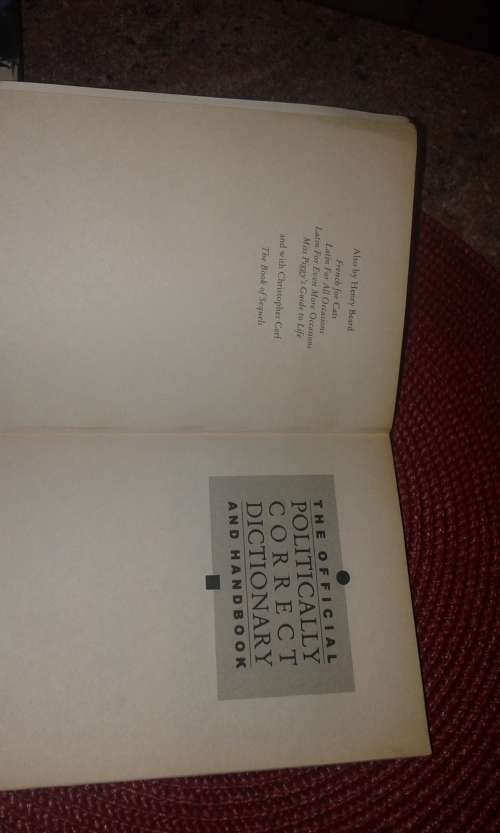 Also by Henry Beard
French for Cats
Latin For All Occasions
Latin For Even More Occasions
Miss Piggy's Guide to Life
and with Christopher Cerf
The Book of Sequels
THE OFFICIAL
POLITICALLY
CORRECT
DICTIONARY
AND HANDBOOK